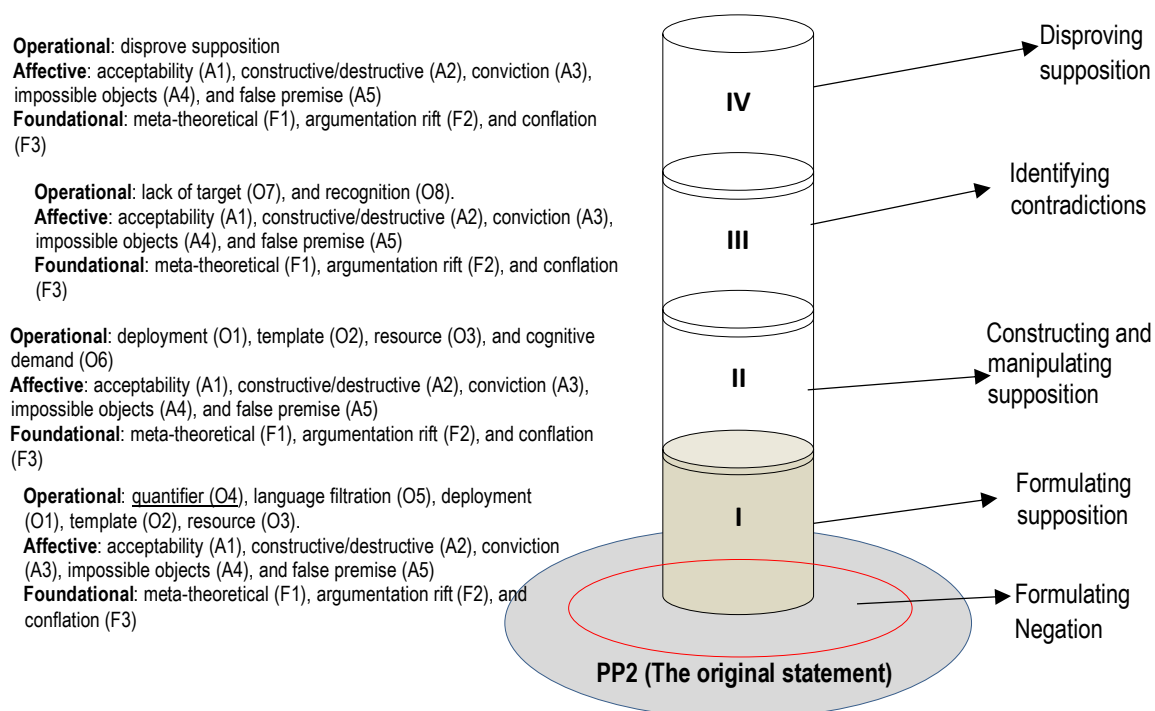 Operational: disprove supposition
Affective: acceptability (A1), constructive/destructive (A2), conviction (A3),
impossible objects (A4), and false premise (A5)
Foundational: meta-theoretical (F1), argumentation rift (F2), and conflation
(F3)
Operational: lack of target (O7), and recognition (O8).
Affective: acceptability (A1), constructive/destructive (A2), conviction (A3),
impossible objects (A4), and false premise (A5)
Foundational: meta-theoretical (F1), argumentation rift (F2), and conflation
(F3)
Operational: deployment (O1), template (O2), resource (O3), and cognitive
demand (O6)
Affective: acceptability (A1), constructive/destructive (A2), conviction (A3),
impossible objects (A4), and false premise (A5)
Foundational: meta-theoretical (F1), argumentation rift (F2), and conflation
(F3)
Operational: quantifier (O4), language filtration (O5), deployment
(O1), template (O2), resource (O3).
Affective: acceptability (A1), constructive/destructive (A2), conviction
(A3), impossible objects (A4), and false premise (A5)
Foundational: meta-theoretical (F1), argumentation rift (F2), and
conflation (F3)
IV
III
II
I
PP2 (The original statement)
Disproving
supposition
Identifying
contradictions
Constructing and
manipulating
supposition
Formulating
supposition
Formulating
Negation